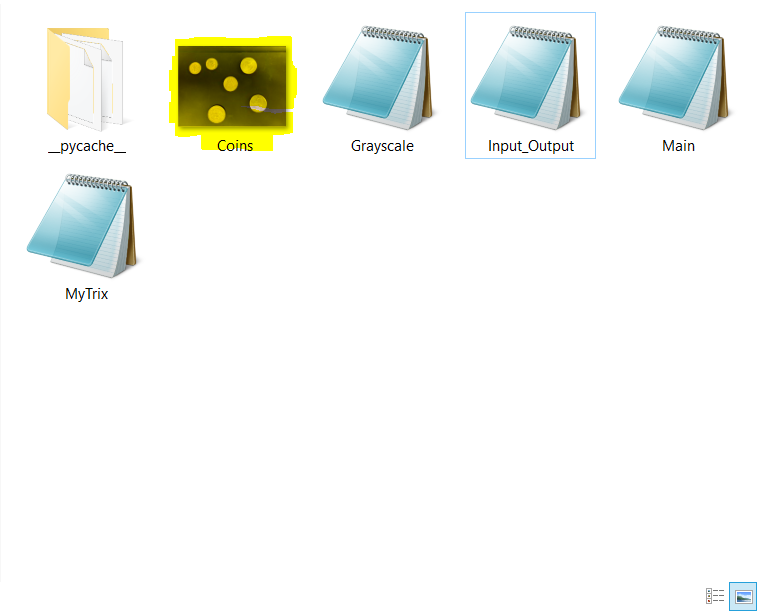 __pycache__
Coins
Grayscale
Input_Output
Main
MyTrix